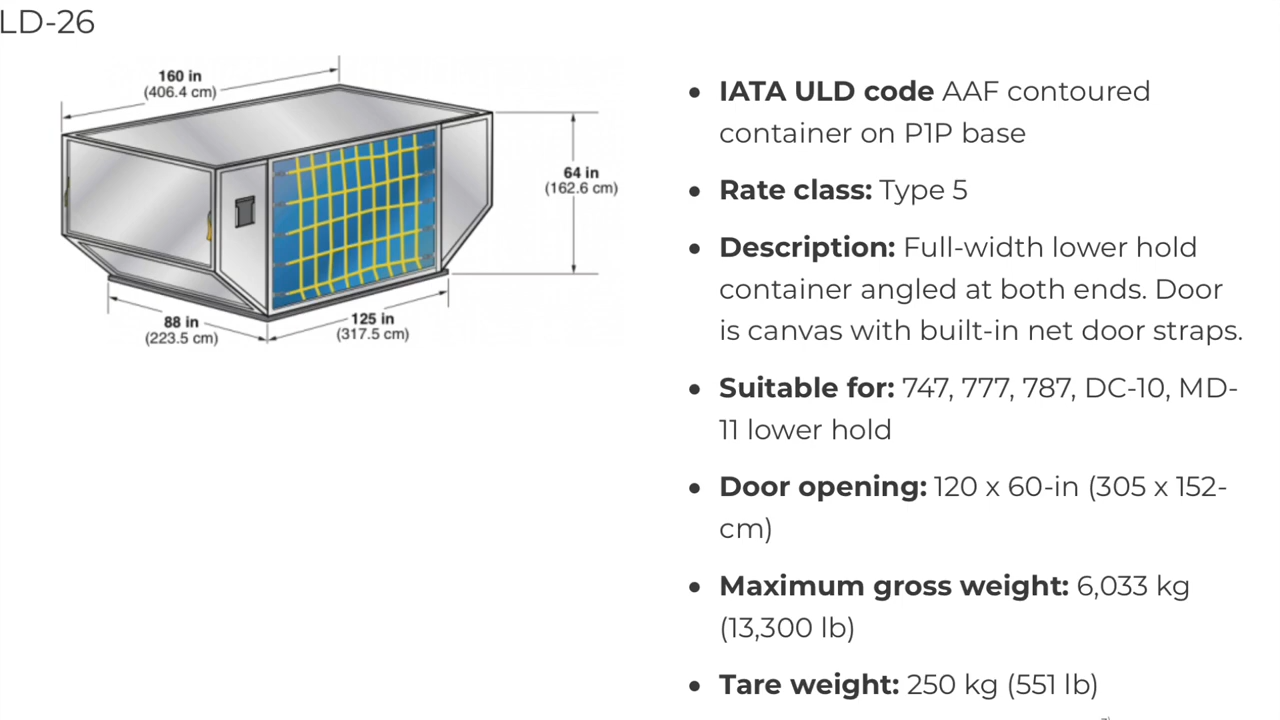 LD-26
160 in
(406.4 cm)
64 in
(162.6 cm)
88 in
(223.5 cm)
125 in
(317.5 cm)
• IATA ULD code AAF contoured
container on P1P base
• Rate class: Type 5
• Description: Full-width lower hold
container angled at both ends. Door
is canvas with built-in net door straps.
• Suitable for: 747, 777, 787, DC-10, MD-
11 lower hold
• Door opening: 120 x 60-in (305 x 152-
cm)
• Maximum gross weight: 6,033 kg
(13,300 lb)
• Tare weight: 250 kg (551 lb)